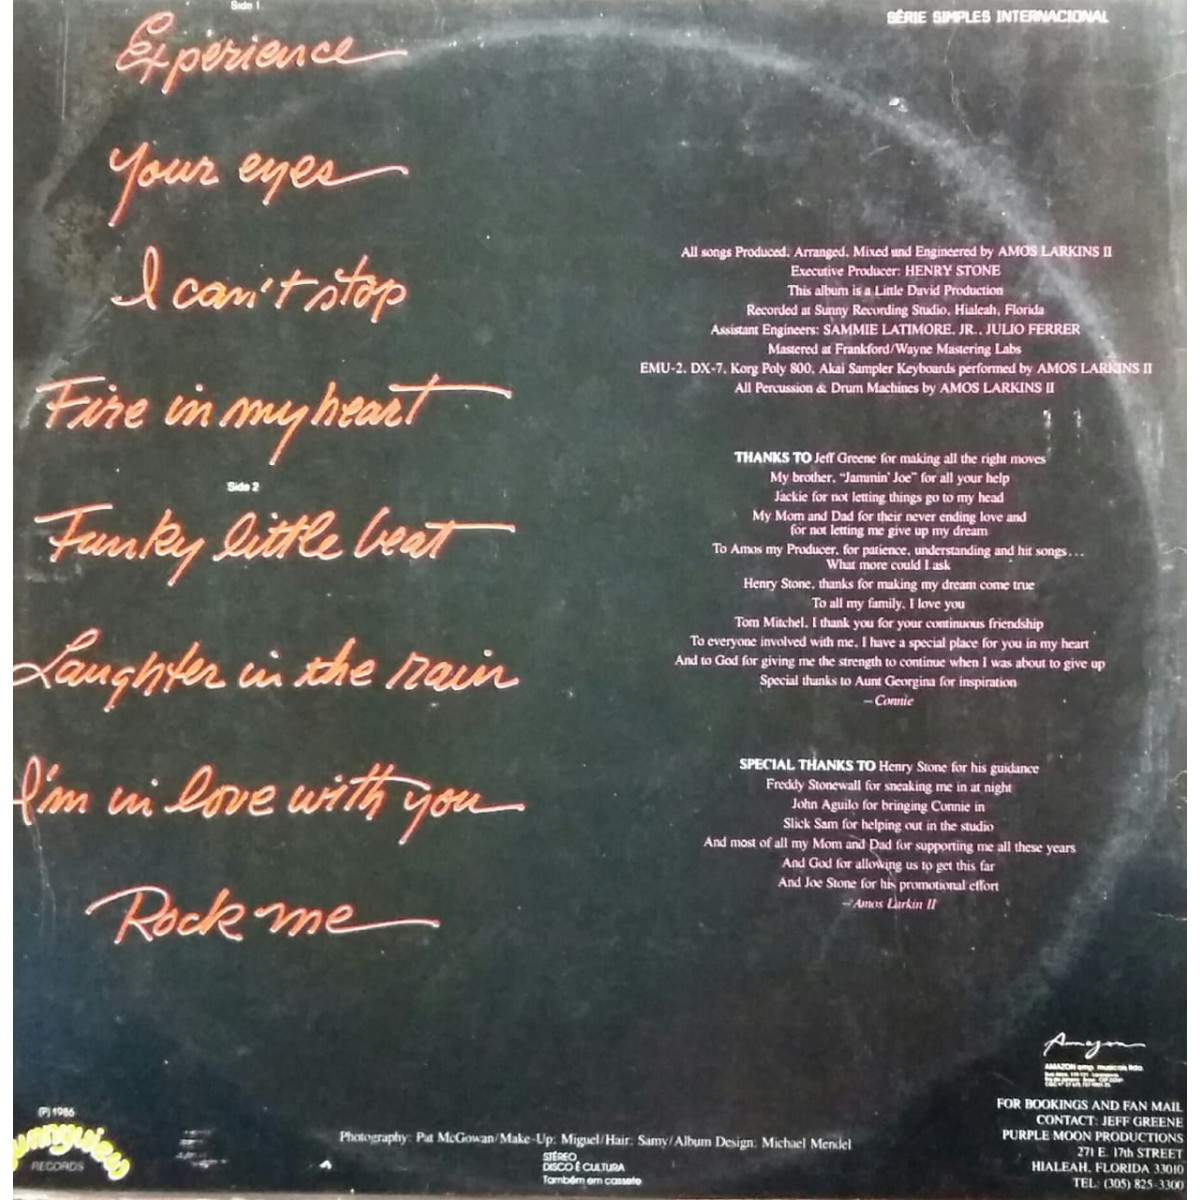 Side 1
Experience
Your eyes
I can't stop
Fire in my heart
Side 2
Funky little beat
Laughter in the rain
I'm in love with you
Rock me
SÉRIE SIMPLES INTERNACIONAL
All songs Produced, Arranged, Mixed and Engineered by AMOS LARKINS II
Executive Producer: HENRY STONE
This album is a Little David Production
Recorded at Sunny Recording Studio, Hialeah, Florida
Assistant Engineers: SAMMIE LATIMORE, JR., JULIO FERRER
Mastered at Frankford/Wayne Mastering Labs
EMU-2, DX-7, Korg Poly 800, Akai Sampler Keyboards performed by AMOS LARKINS II
All Percussion & Drum Machines by AMOS LARKINS II
THANKS TO Jeff Greene for making all the right moves
My brother, "Jammin' Joe" for all your help
Jackie for not letting things go to my head
My Mom and Dad for their never ending love and
for not letting me give up my dream
To Amos my Producer, for patience, understanding and hit songs...
What more could I ask
Henry Stone, thanks for making my dream come true
To all my family, I love you
Tom Mitchel, I thank you for your continuous friendship
To everyone involved with me, I have a special place for you in my heart
And to God for giving me the strength to continue when I was about to give up
Special thanks to Aunt Georgina for inspiration
—Connie
SPECIAL THANKS TO Henry Stone for his guidance
Freddy Stonewall for sneaking me in at night
John Aguilo for bringing Connie in
Slick Sam for helping out in the studio
And most of all my Mom and Dad for supporting me all these years
And God for allowing us to get this far
And Joe Stone for his promotional effort
—Amos Larkin II
Amazon
AMAZON emp. musicais ltda.
FOR BOOKINGS AND FAN MAIL
CONTACT: JEFF GREENE
PURPLE MOON PRODUCTIONS
271 E. 17th STREET
HIALEAH, FLORIDA 33010
TEL: (305) 825-3300
(P) 1986
unnyview
RECORDS
Photography: Pat McGowan/Make-Up: Miguel/Hair: Samy/Album Design: Michael Mendel
STÉREO
DISCO É CULTURA
Também em cassete